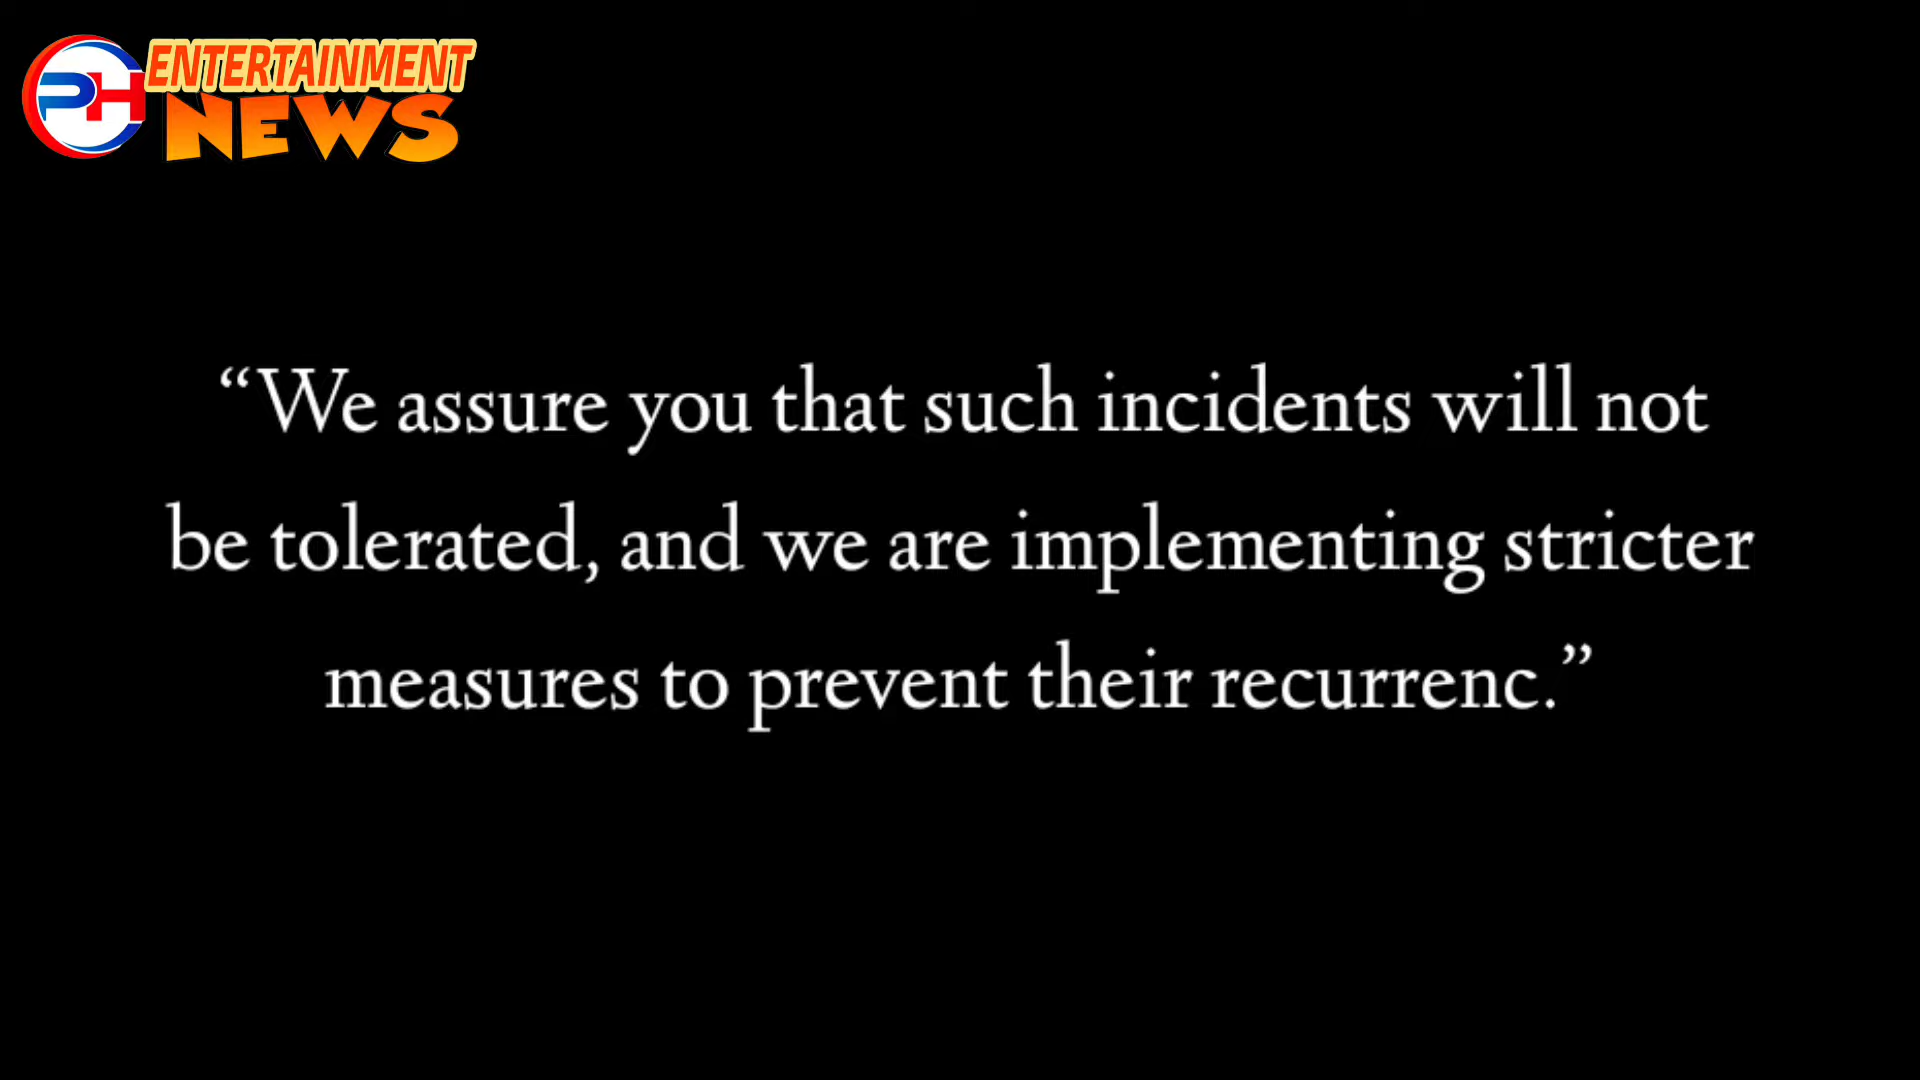 PH ENTERTAINMENT
NEWS
“We assure you that such incidents will not
be tolerated, and we are implementing stricter
measures to prevent their recurrenc.”